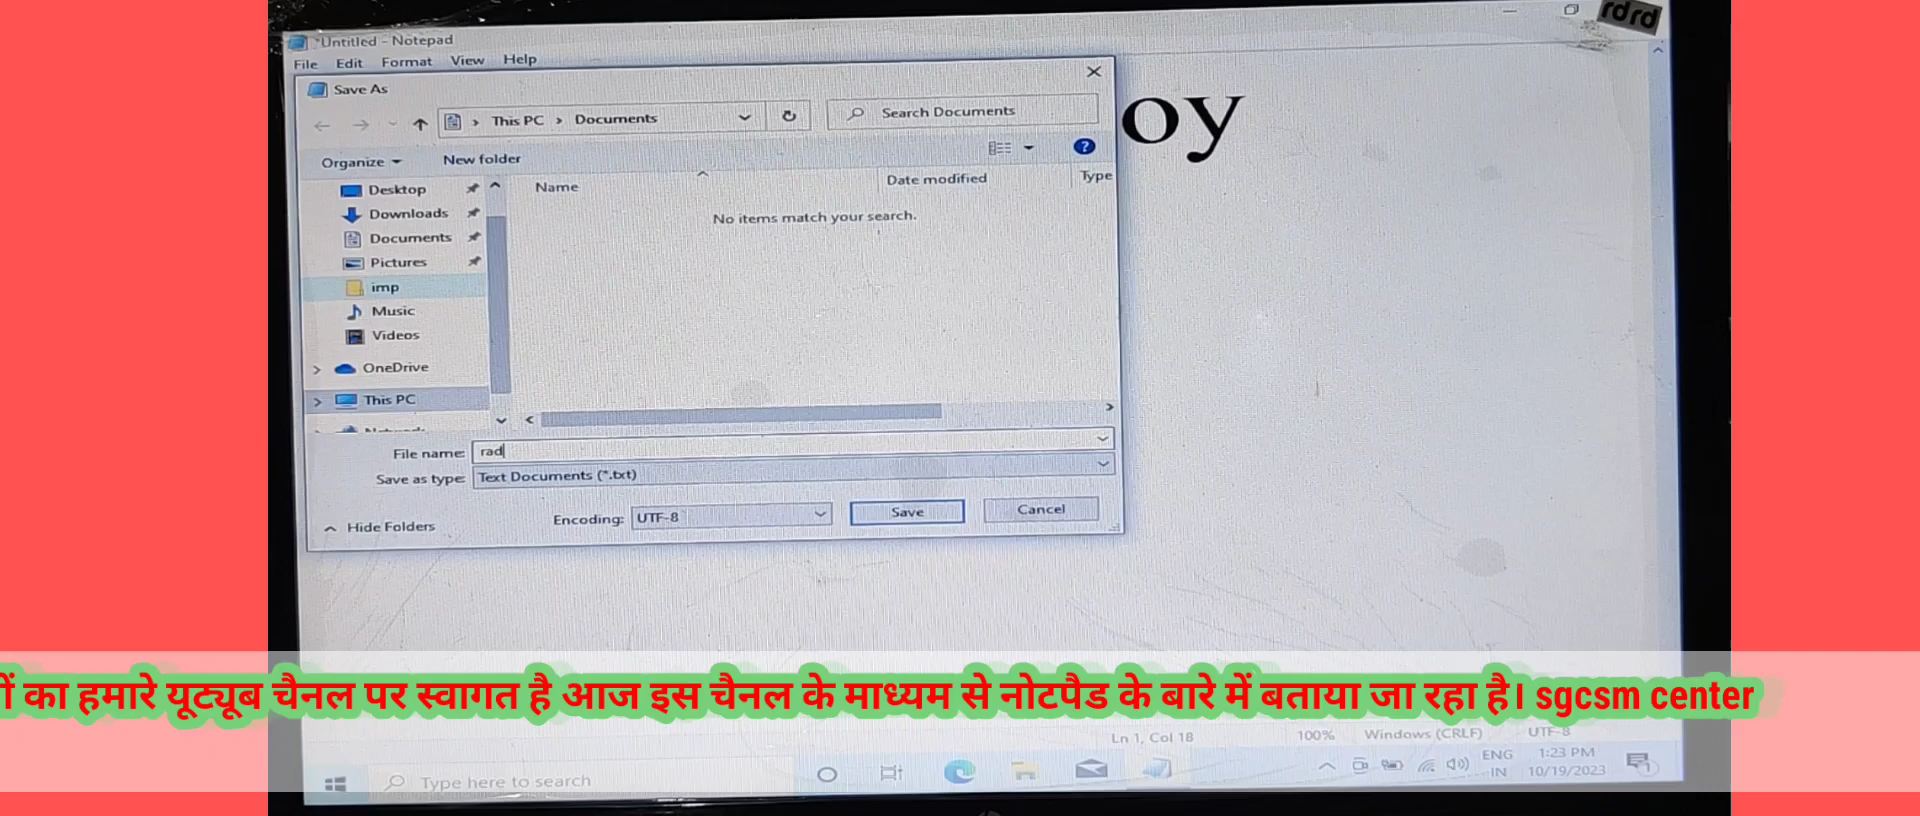 rdrd
*Untitled - Notepad
File Edit Format View Help
Save As
This PC > Documents
Search Documents
Organize
New folder
Name
Date modified
Type
No items match your search.
Desktop
Downloads
Documents
Pictures
imp
Music
Videos
OneDrive
This PC
oy
File name: rad
Save as type: Text Documents (*.txt)
Hide Folders
Encoding: UTF-8
Save
Cancel
का हमारे यूट्यूब चैनल पर स्वागत है आज इस चैनल के माध्यम से नोटपैड के बारे में बताया जा रहा है। sgcsm center
Ln 1, Col 18
100%
Windows (CRLF)
UTF-8
Type here to search
ENG
IN
1:23 PM
10/19/2023